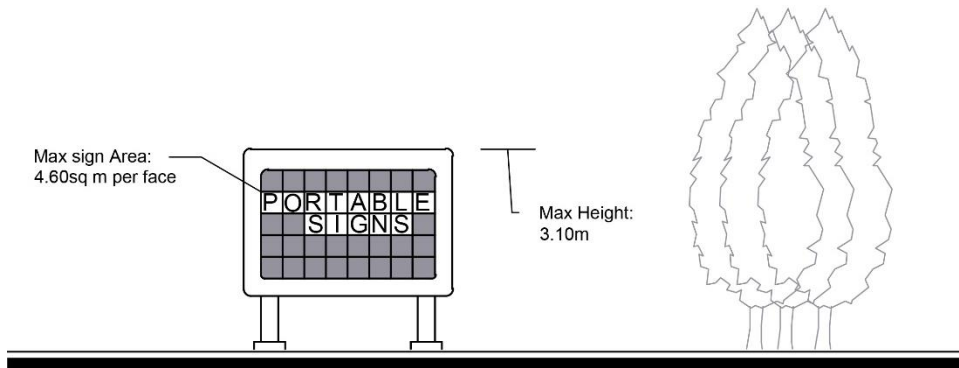 Max sign Area:
4.60sq m per face
PORTABLE
SIGNS
Max Height:
3.10m